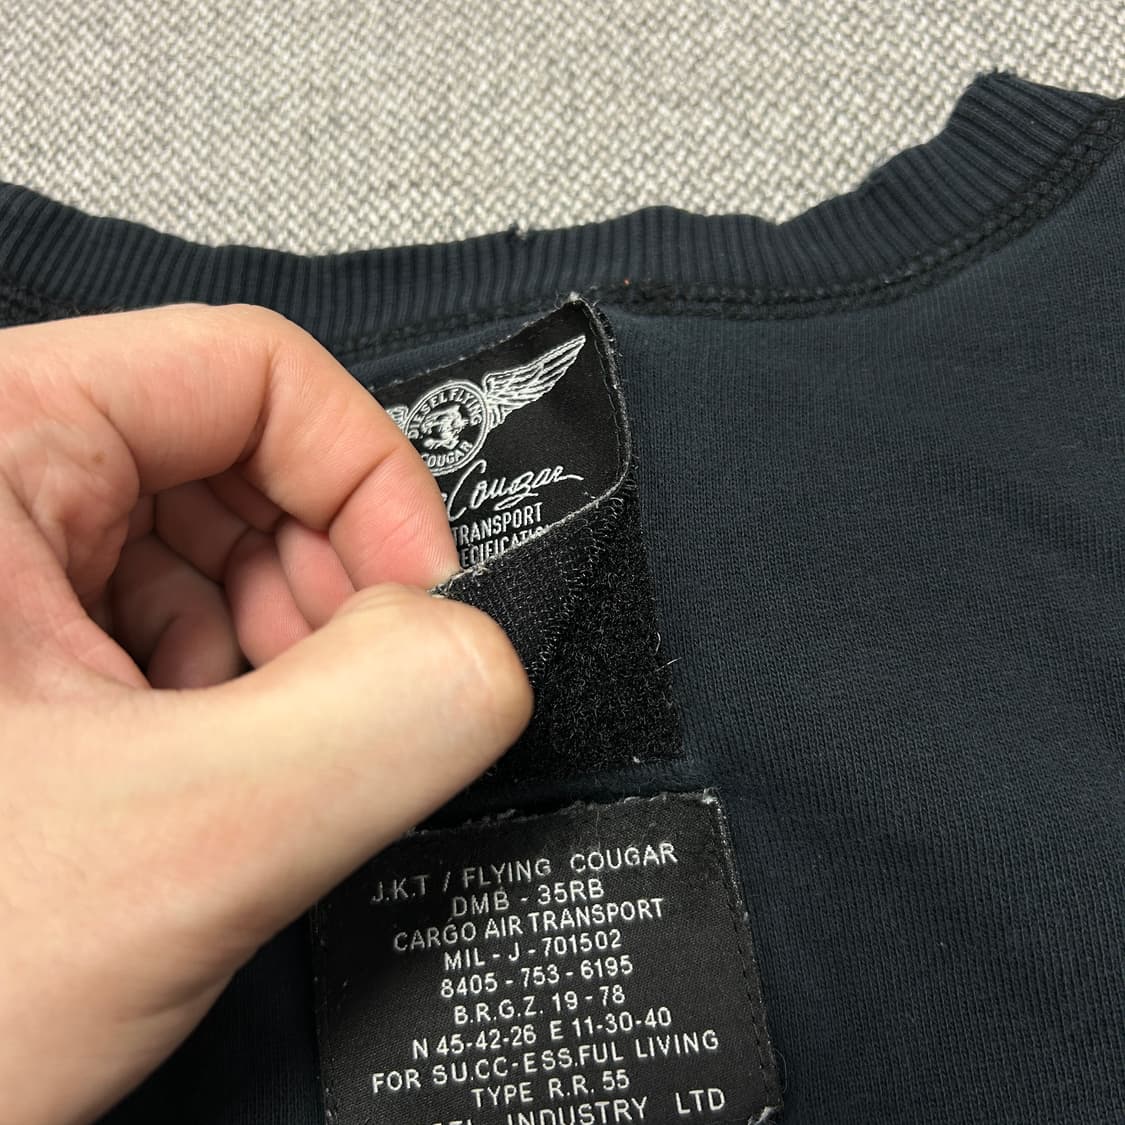 DIESEL FLYING
COUGAR
Cougar
TRANSPORT
J.K.T / FLYING COUGAR
DMB - 35RB
CARGO AIR TRANSPORT
MIL - J - 701502
8405 - 753 - 6195
B.R.G.Z. 19 - 78
N 45-42-26 E 11-30-40
FOR SU.CC-ESS.FUL LIVING
TYPE R.R. 55
INDUSTRY LTD